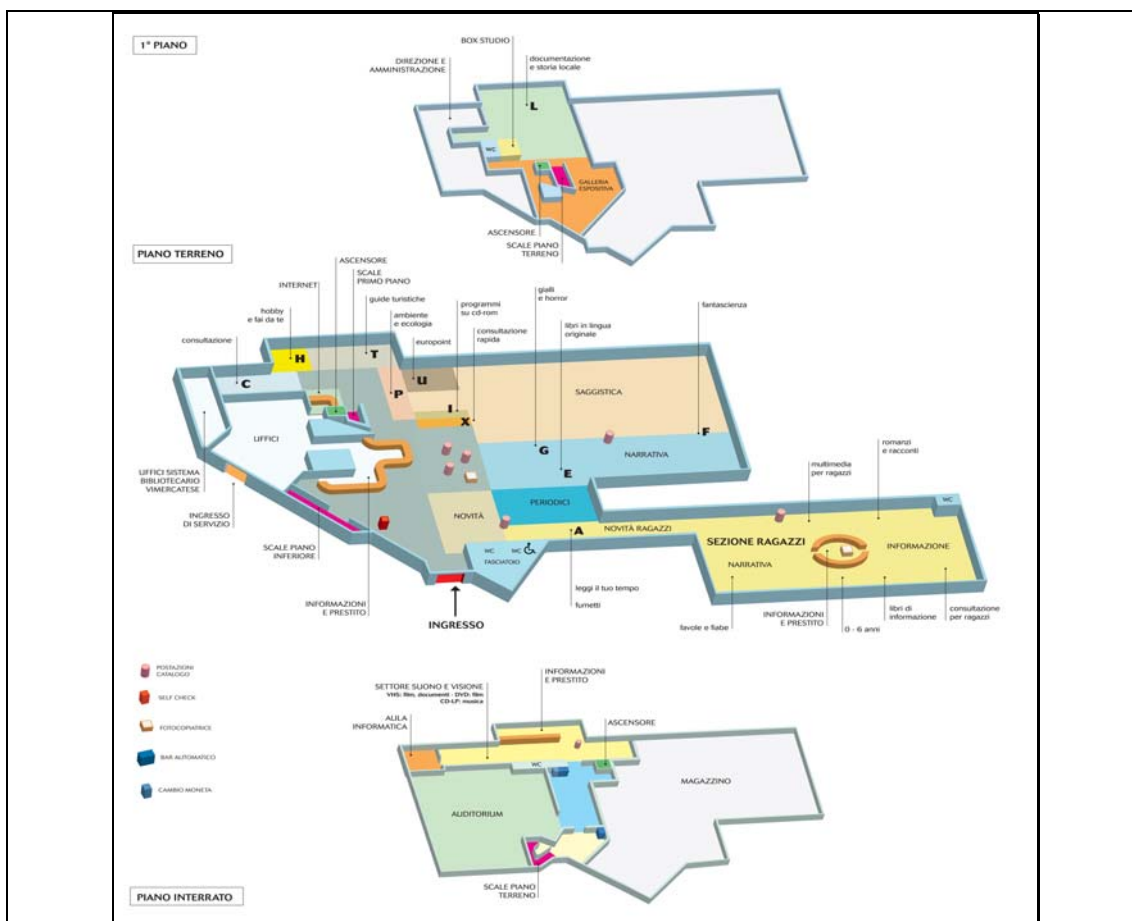 1° PIANO
BOX STUDIO
DIREZIONE E
AMMINISTRAZIONE
documentazione
e storia locale
L
WC
GALLERIA
ESPOSITIVA
ASCENSORE
SCALE PIANO
TERRENO
PIANO TERRENO
ASCENSORE
SCALE
PRIMO PIANO
INTERNET
guide turistiche
hobby
e fai da te
ambiente
e ecologia
programmi
su cd-rom
gialli
e horror
fantascienza
consultazione
europoint
consultazione
rapida
libri in lingua
originale
H
T
C
P
U
I
X
SAGGISTICA
G
F
E
NARRATIVA
UFFICI
romanzi
e racconti
multimedia
per ragazzi
UFFICI SISTEMA
BIBLIOTECARIO
VIMERCATESE
INGRESSO
DI SERVIZIO
PERIODICI
NOVITÀ
WC
A
NOVITÀ RAGAZZI
SEZIONE RAGAZZI
INFORMAZIONE
NARRATIVA
SCALE PIANO
INFERIORE
WC
WC
FASCIATOIO
INFORMAZIONI
E PRESTITO
INGRESSO
leggi il tuo tempo
fumetti
favole e fiabe
INFORMAZIONI
E PRESTITO
0 - 6 anni
libri di
informazione
consultazione
per ragazzi
POSTAZIONI
CATALOGO
SELF CHECK
FOTOCOPIATRICE
BAR AUTOMATICO
CAMBIO MONETA
INFORMAZIONI
E PRESTITO
SETTORE SUONO E VISIONE
VHS: film, documenti - DVD: film
CD-LP: musica
AULA
INFORMATICA
ASCENSORE
WC
MAGAZZINO
AUDITORIUM
SCALE PIANO
TERRENO
PIANO INTERRATO